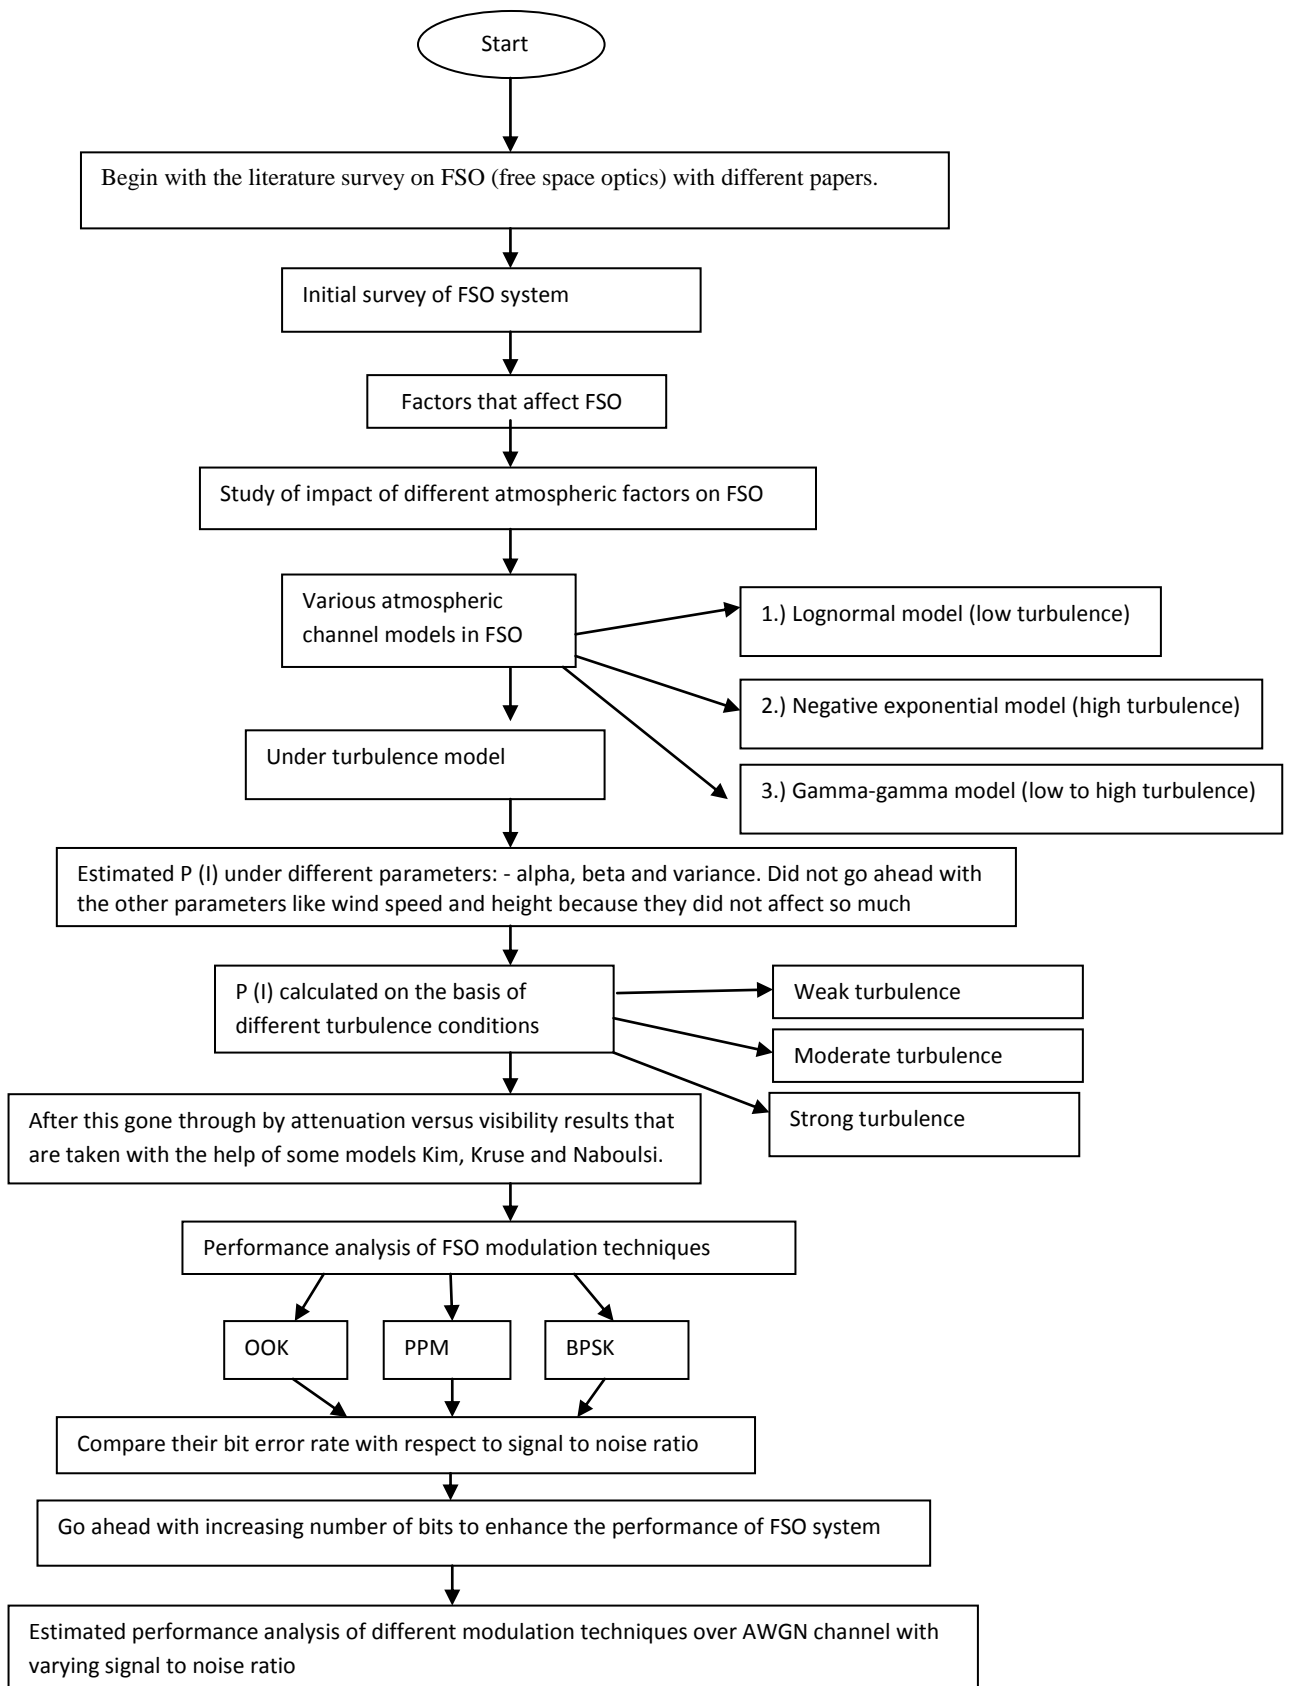 Start
Begin with the literature survey on FSO (free space optics) with different papers.
Initial survey of FSO system
Factors that affect FSO
Study of impact of different atmospheric factors on FSO
Various atmospheric
channel models in FSO
1.) Lognormal model (low turbulence)
2.) Negative exponential model (high turbulence)
3.) Gamma-gamma model (low to high turbulence)
Under turbulence model
Estimated P (I) under different parameters: - alpha, beta and variance. Did not go ahead with
the other parameters like wind speed and height because they did not affect so much
P (I) calculated on the basis of
different turbulence conditions
Weak turbulence
Moderate turbulence
Strong turbulence
After this gone through by attenuation versus visibility results that
are taken with the help of some models Kim, Kruse and Naboulsi.
Performance analysis of FSO modulation techniques
OOK
PPM
BPSK
Compare their bit error rate with respect to signal to noise ratio
Go ahead with increasing number of bits to enhance the performance of FSO system
Estimated performance analysis of different modulation techniques over AWGN channel with
varying signal to noise ratio